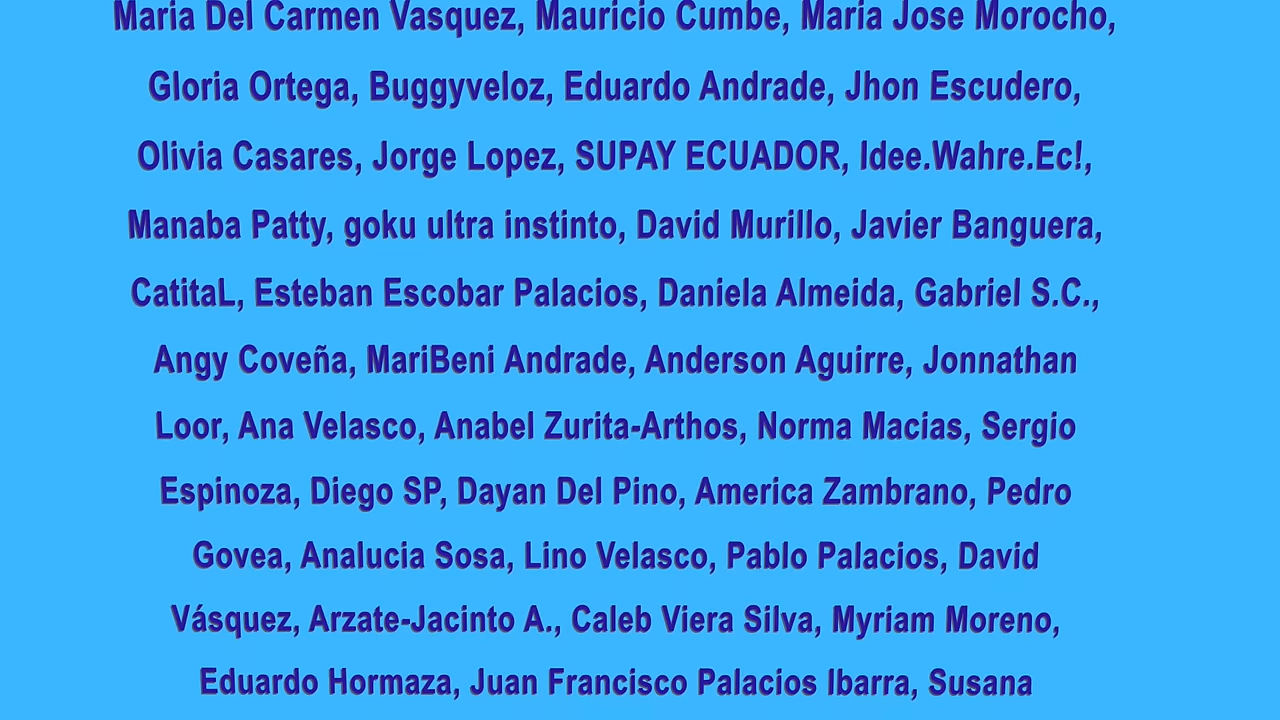 Maria Del Carmen Vasquez, Mauricio Cumbe, Maria Jose Morocho,
Gloria Ortega, Buggyveloz, Eduardo Andrade, Jhon Escudero,
Olivia Casares, Jorge Lopez, SUPAY ECUADOR, Idee.Wahre.Ec!,
Manaba Patty, goku ultra instinto, David Murillo, Javier Banguera,
CatitaL, Esteban Escobar Palacios, Daniela Almeida, Gabriel S.C.,
Angy Coveña, MariBeni Andrade, Anderson Aguirre, Jonnathan
Loor, Ana Velasco, Anabel Zurita-Arthos, Norma Macias, Sergio
Espinoza, Diego SP, Dayan Del Pino, America Zambrano, Pedro
Govea, Analucia Sosa, Lino Velasco, Pablo Palacios, David
Vásquez, Arzate-Jacinto A., Caleb Viera Silva, Myriam Moreno,
Eduardo Hormaza, Juan Francisco Palacios Ibarra, Susana